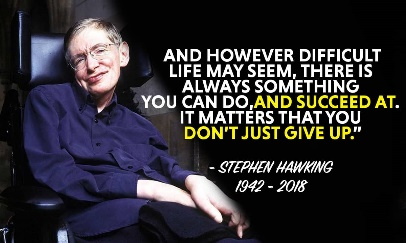 AND HOWEVER DIFFICULT
LIFE MAY SEEM, THERE IS
ALWAYS SOMETHING
YOU CAN DO,AND SUCCEED AT.
IT MATTERS THAT YOU
DON'T JUST GIVE UP."
- STEPHEN HAWKING
1942 - 2018